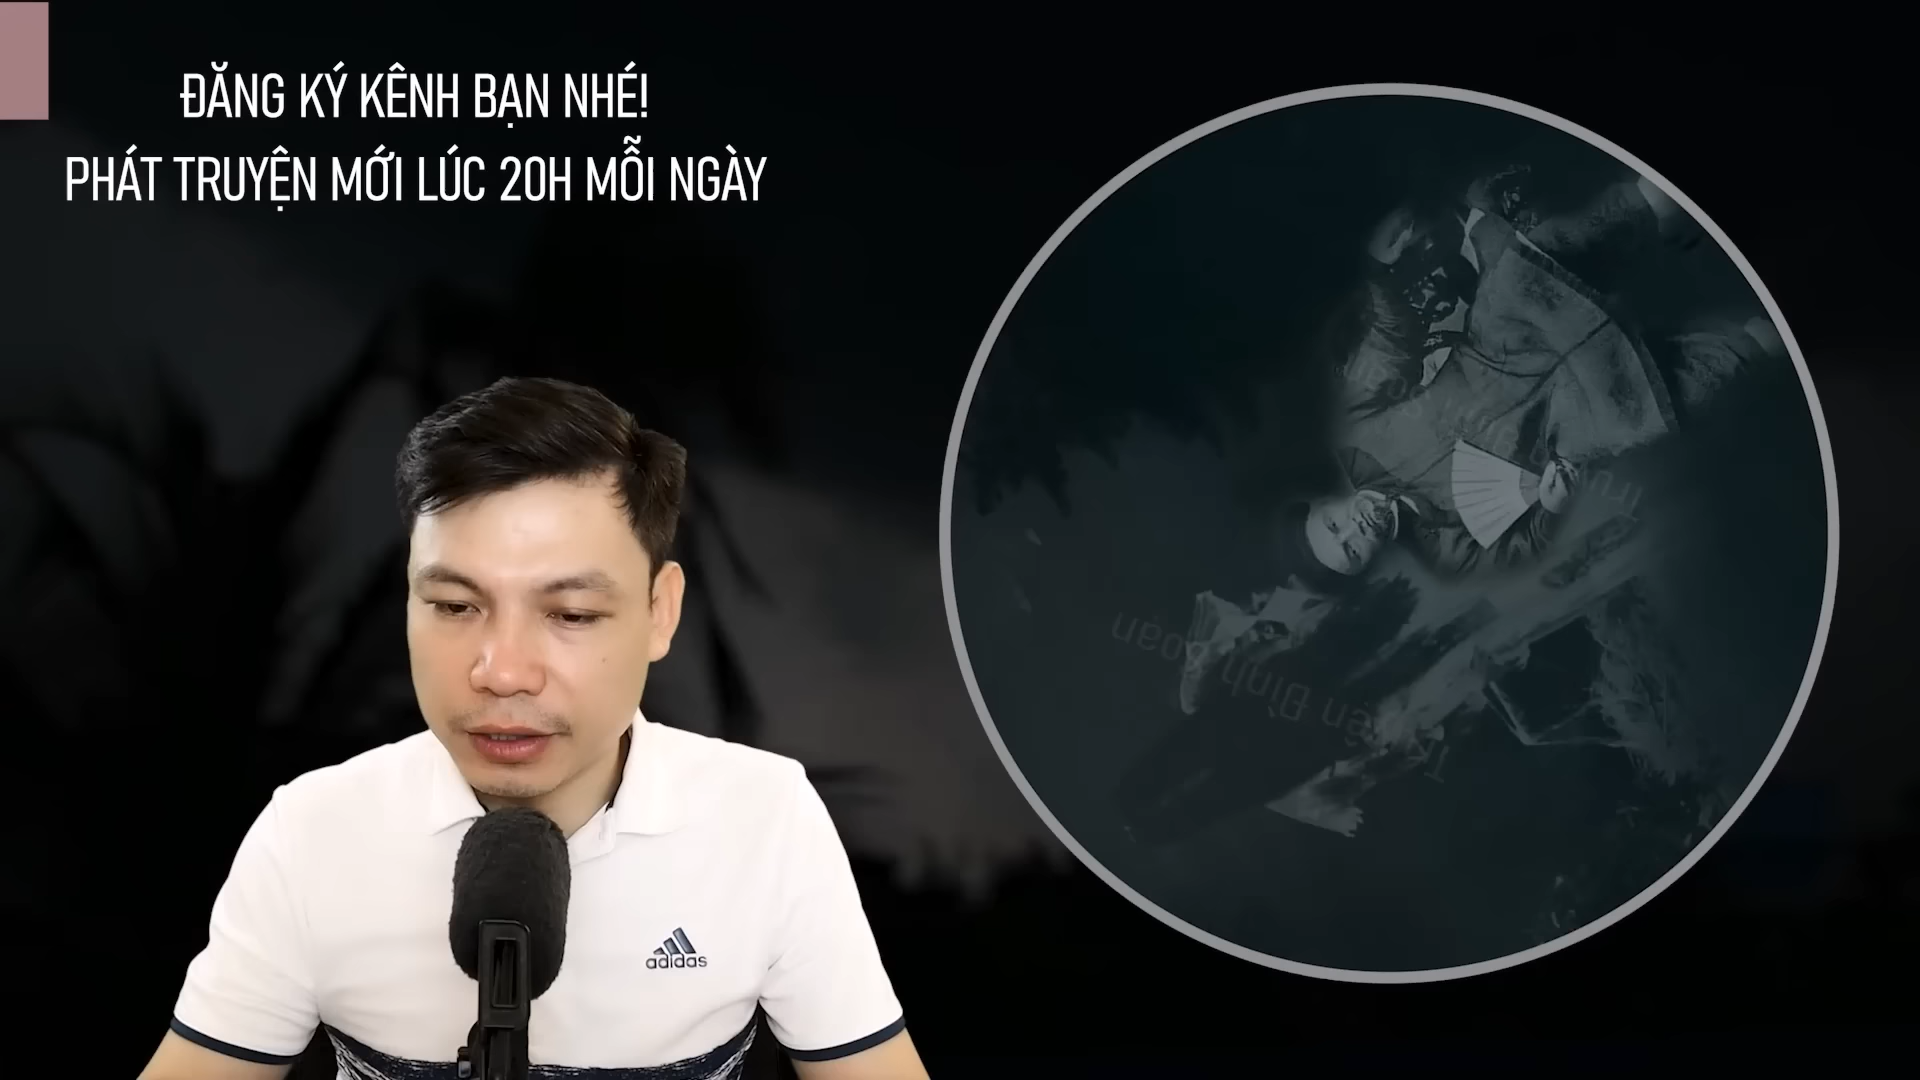 ĐĂNG KÝ KÊNH BẠN NHÉ!
PHÁT TRUYỆN MỚI LÚC 20H MỖI NGÀY
adidas